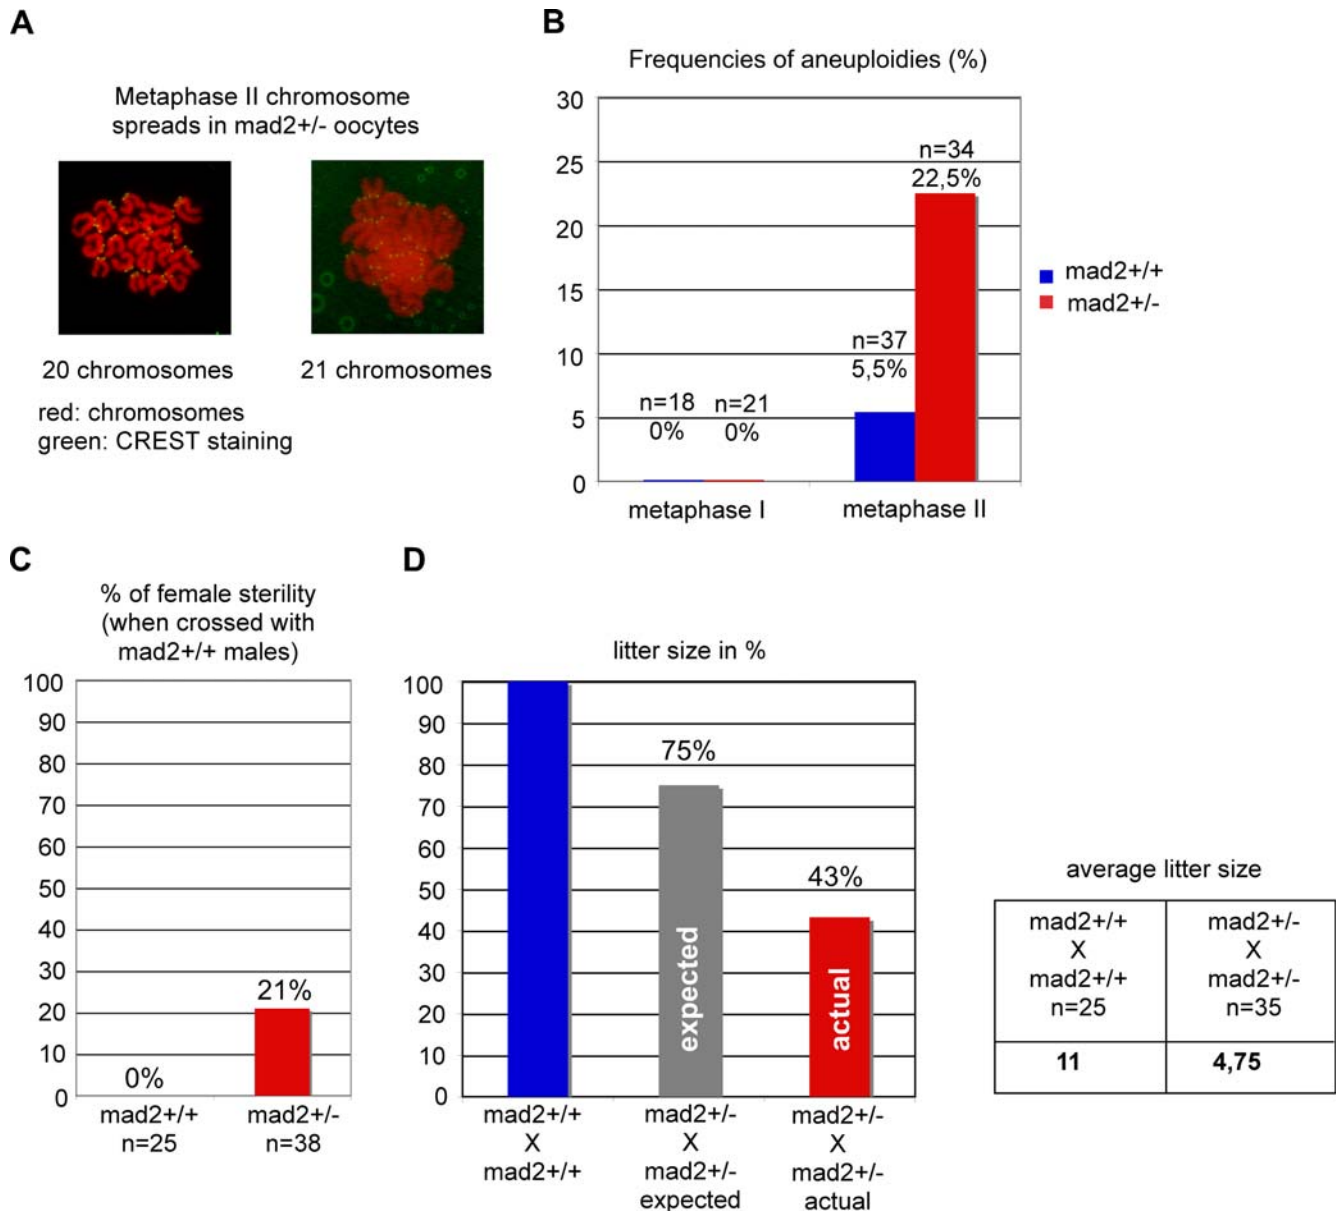 A
Metaphase II chromosome
spreads in mad2+/- oocytes
20 chromosomes
21 chromosomes
red: chromosomes
green: CREST staining
B
Frequencies of aneuploidies (%)
30
25
20
15
10
5
0
n=18
0%
n=21
0%
n=37
5,5%
n=34
22,5%
metaphase I
metaphase II
mad2+/+
mad2+/-
C
% of female sterility
(when crossed with
mad2+/+ males)
100
90
80
70
60
50
40
30
20
10
0
0%
21%
mad2+/+
n=25
mad2+/-
n=38
D
litter size in %
100
90
80
70
60
50
40
30
20
10
0
75%
43%
expected
actual
mad2+/+
X
mad2+/+
mad2+/-
X
mad2+/-
expected
mad2+/-
X
mad2+/-
actual
average litter size
mad2+/+
X
mad2+/+
n=25
mad2+/-
X
mad2+/-
n=35
11
4,75